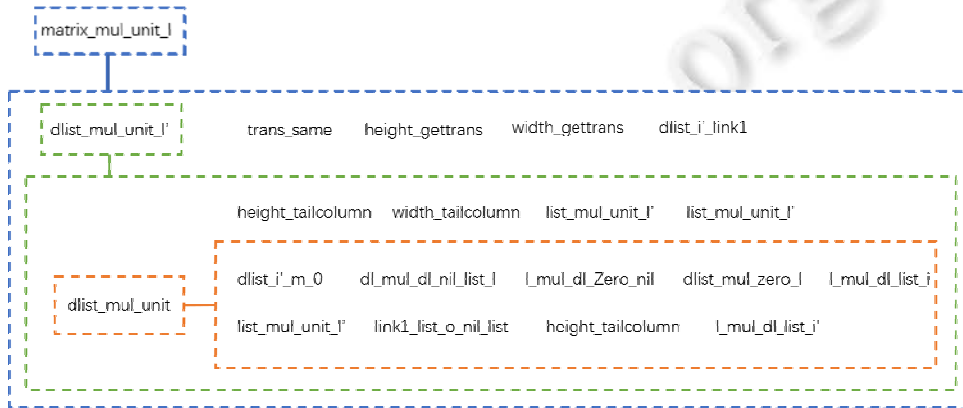 org
matrix_mul_unit_l
dlist_mul_unit_l' trans_same height_gettrans width_gettrans dlist_i'_link1
height_tailcolumn width_tailcolumn list_mul_unit_l' list_mul_unit_l'
dlist_i'_m_0 dl_mul_dl_nil_list_l l_mul_dl_Zero_nil dlist_mul_zero_l l_mul_dl_list_i'
dlist_mul_unit
list_mul_unit_l' link1_list_o_nil_list height_tailcolumn l_mul_dl_list_i'